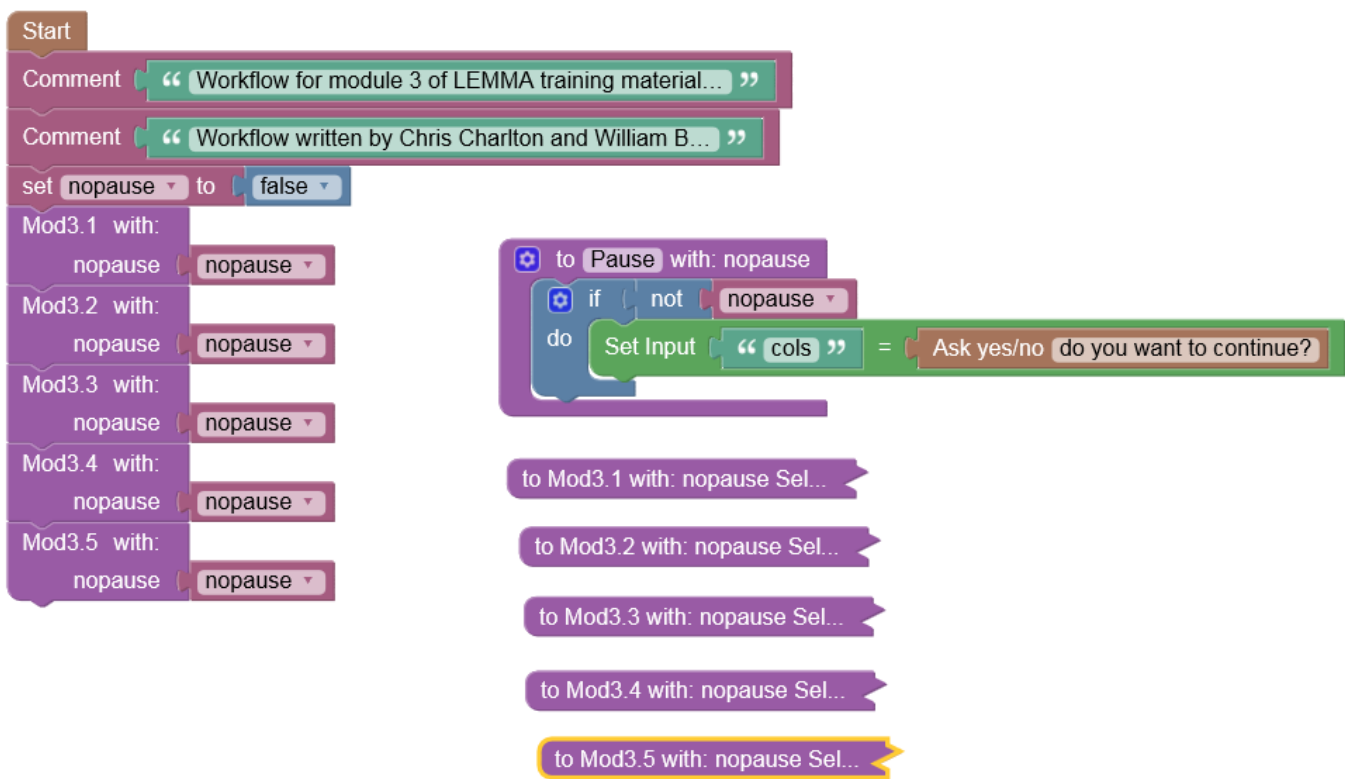 Start
Comment “ Workflow for module 3 of LEMMA training material... ”
Comment “ Workflow written by Chris Charlton and William B... ”
set nopause to false
Mod3.1 with:
nopause nopause
Mod3.2 with:
nopause nopause
Mod3.3 with:
nopause nopause
Mod3.4 with:
nopause nopause
Mod3.5 with:
nopause nopause
to Pause with: nopause
if not nopause
do Set Input “ cols ” = Ask yes/no do you want to continue?
to Mod3.1 with: nopause Sel...
to Mod3.2 with: nopause Sel...
to Mod3.3 with: nopause Sel...
to Mod3.4 with: nopause Sel...
to Mod3.5 with: nopause Sel...